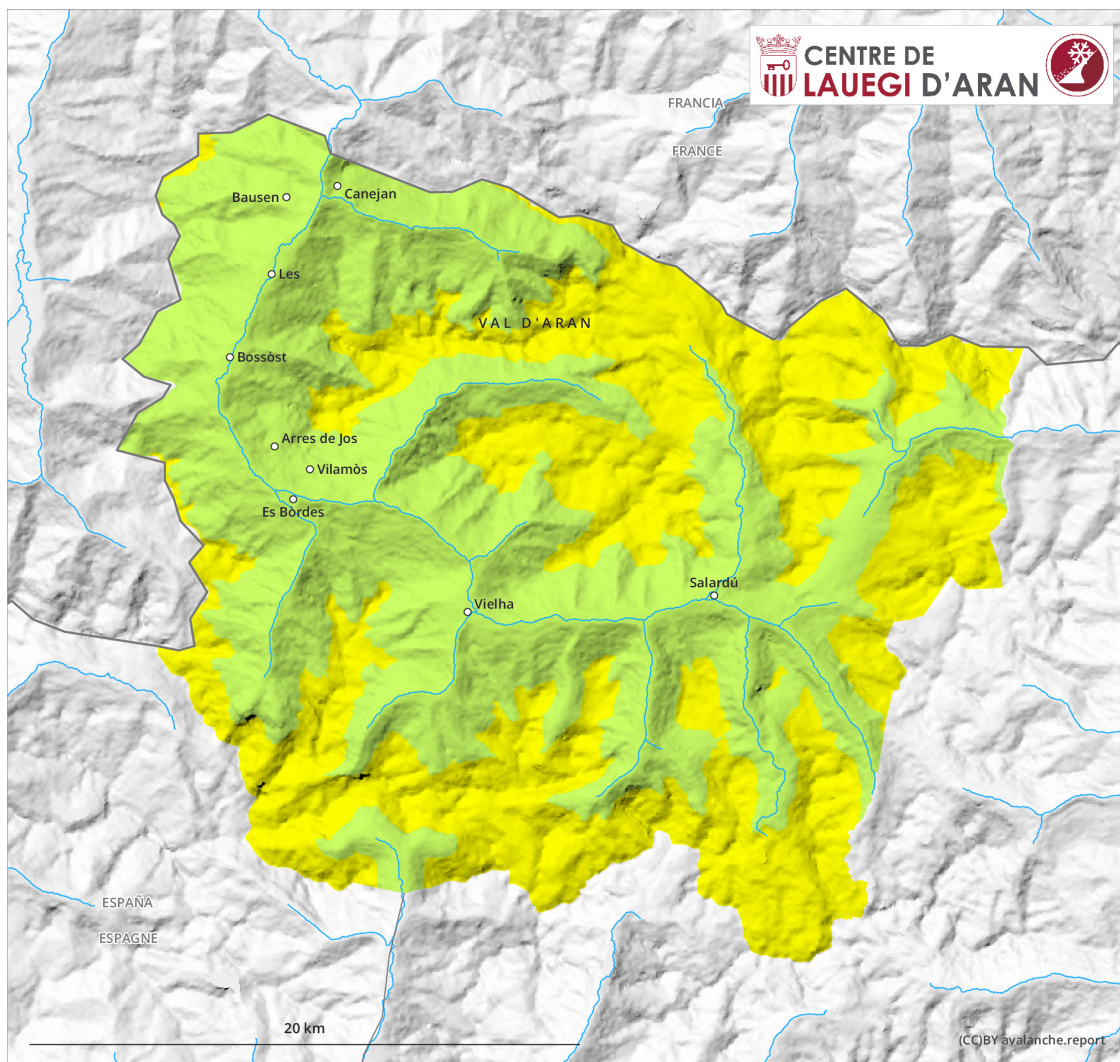 CENTRE DE
LAUEGI D'ARAN
FRANCIA
FRANCE
Canejan
Bausen
Les
VAL D'ARAN
Bossòst
Arres de Jos
Vilamòs
Es Bòrdes
Salardú
Vielha
ESPAÑA
ESPAGNE
20 km
(CC)BY avalanche.report